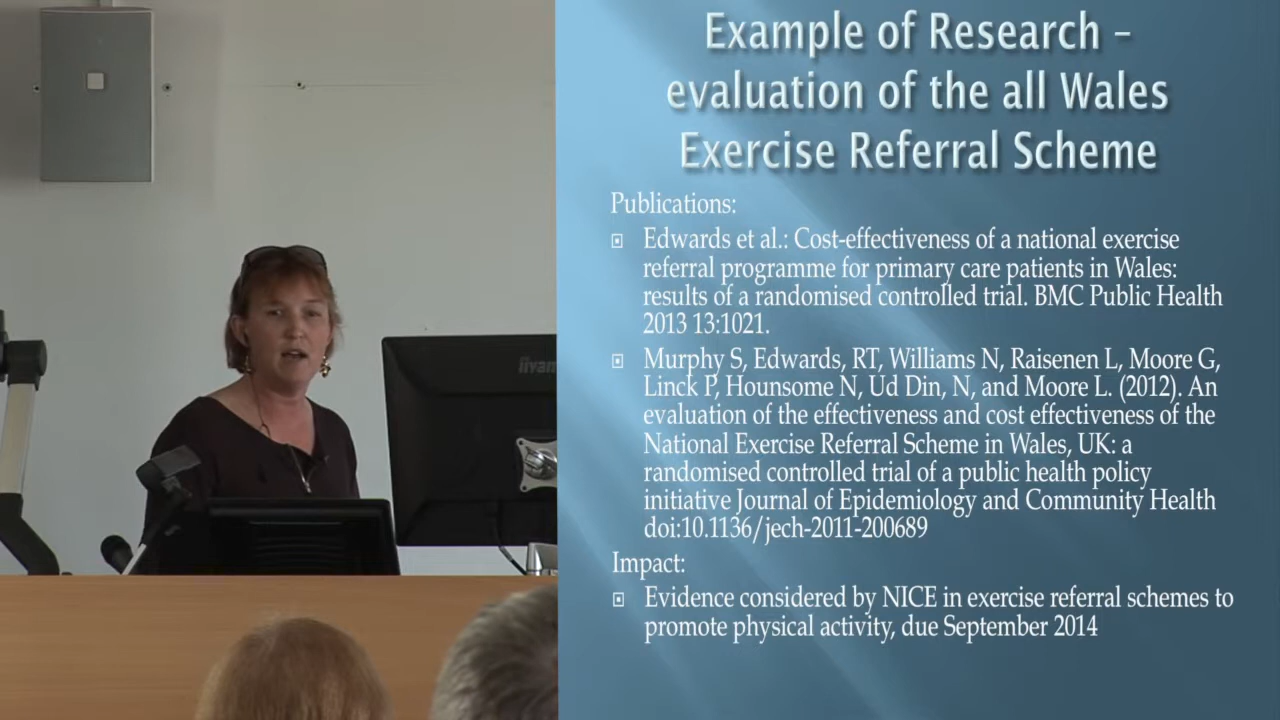 Example of Research –
evaluation of the all Wales
Exercise Referral Scheme
Publications:
Edwards et al.: Cost-effectiveness of a national exercise
referral programme for primary care patients in Wales:
results of a randomised controlled trial. BMC Public Health
2013 13:1021.
Murphy S, Edwards, RT, Williams N, Raisenen L, Moore G,
Linck P, Hounsome N, Ud Din, N, and Moore L. (2012). An
evaluation of the effectiveness and cost effectiveness of the
National Exercise Referral Scheme in Wales, UK: a
randomised controlled trial of a public health policy
initiative Journal of Epidemiology and Community Health
doi:10.1136/jech-2011-200689
Impact:
Evidence considered by NICE in exercise referral schemes to
promote physical activity, due September 2014